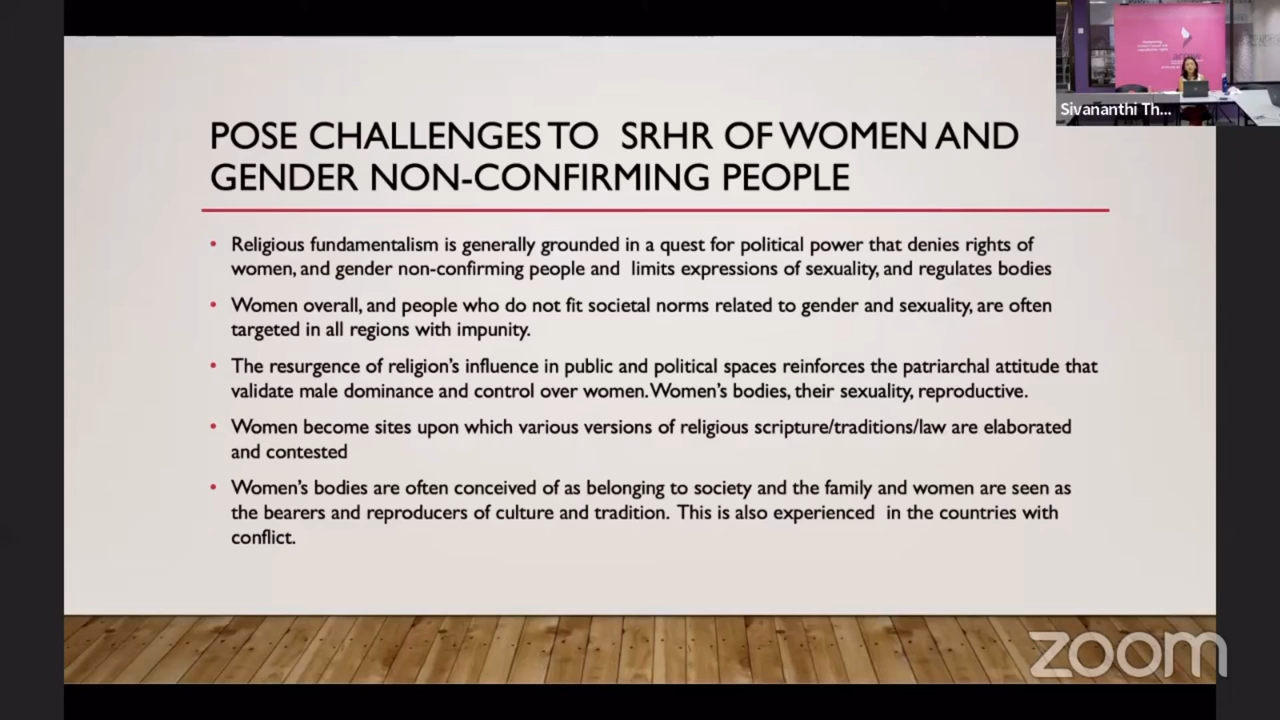 Sivananthi Th...
POSE CHALLENGES TO SRHR OF WOMEN AND
GENDER NON-CONFIRMING PEOPLE
• Religious fundamentalism is generally grounded in a quest for political power that denies rights of
women, and gender non-confirming people and limits expressions of sexuality, and regulates bodies
• Women overall, and people who do not fit societal norms related to gender and sexuality, are often
targeted in all regions with impunity.
• The resurgence of religion's influence in public and political spaces reinforces the patriarchal attitude that
validate male dominance and control over women. Women's bodies, their sexuality, reproductive.
• Women become sites upon which various versions of religious scripture/traditions/law are elaborated
and contested
• Women's bodies are often conceived of as belonging to society and the family and women are seen as
the bearers and reproducers of culture and tradition. This is also experienced in the countries with
conflict.
zoom